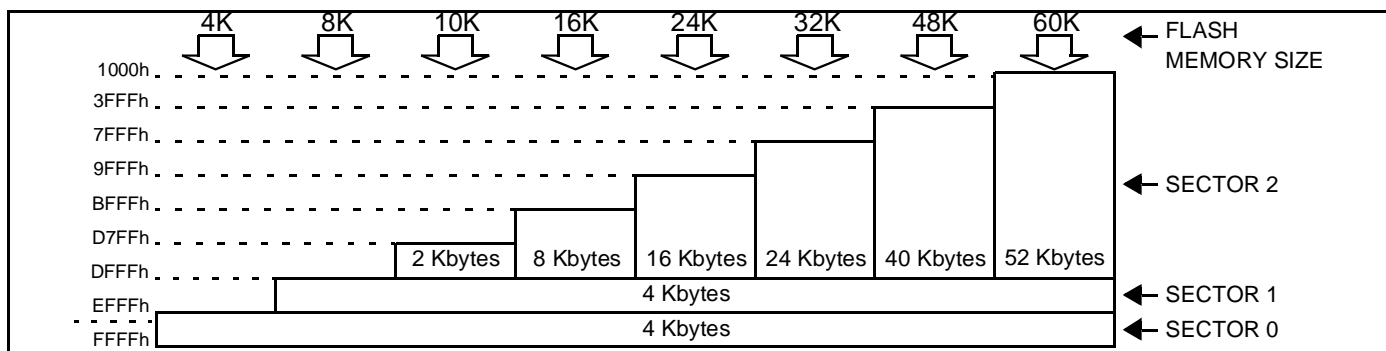 4K 8K 10K 16K 24K 32K 48K 60K
FLASH
MEMORY SIZE
1000h
3FFFh
7FFFh
9FFFh
SECTOR 2
BFFFh
D7FFh
2 Kbytes 8 Kbytes 16 Kbytes 24 Kbytes 40 Kbytes 52 Kbytes
DFFFh
4 Kbytes
SECTOR 1
EFFFh
4 Kbytes
SECTOR 0
FFFFh